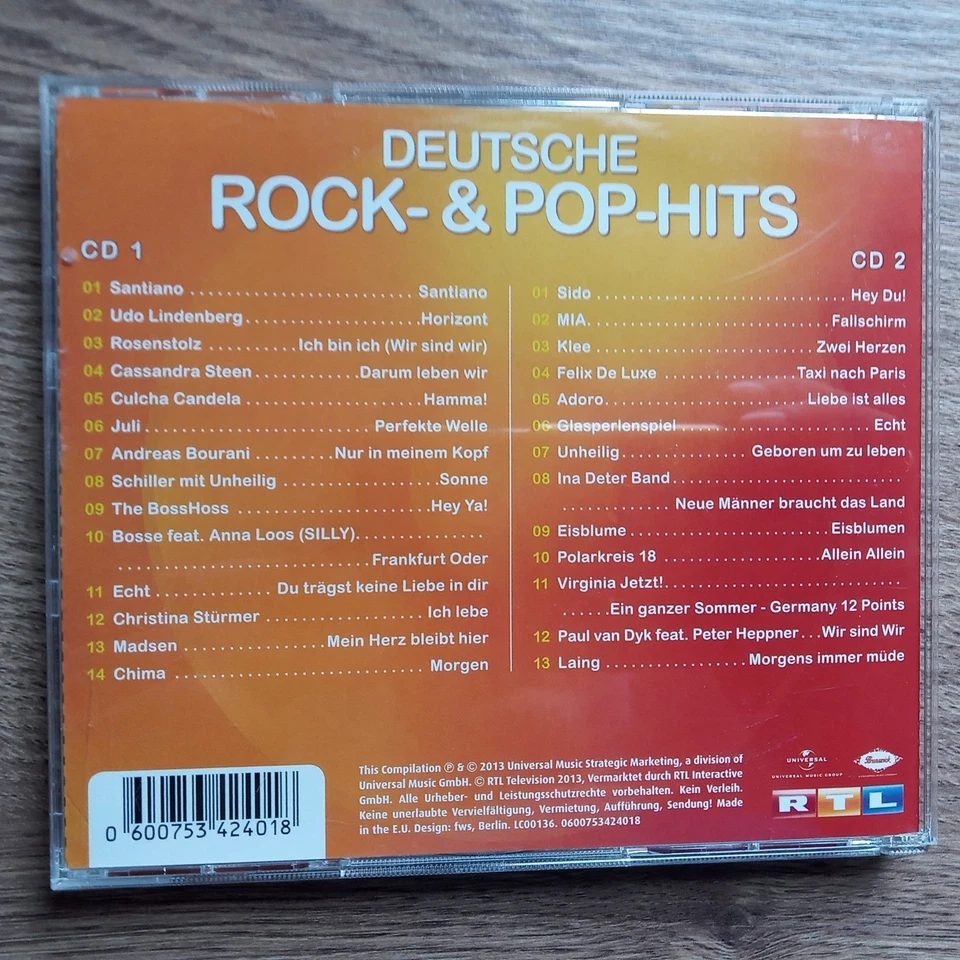 DEUTSCHE
ROCK- & POP-HITS
CD 1
01 Santiano ........................ Santiano
02 Udo Lindenberg .................. Horizont
03 Rosenstolz .......... Ich bin ich (Wir sind wir)
04 Cassandra Steen ............ Darum leben wir
05 Culcha Candela .................. Hamma!
06 Juli ........................ Perfekte Welle
07 Andreas Bourani ......... Nur in meinem Kopf
08 Schiller mit Unheilig ................ Sonne
09 The BossHoss .................... Hey Ya!
10 Bosse feat. Anna Loos (SILLY) ..............
........................... Frankfurt Oder
11 Echt ............. Du trägst keine Liebe in dir
12 Christina Stürmer ................ Ich lebe
13 Madsen ............... Mein Herz bleibt hier
14 Chima .......................... Morgen
CD 2
01 Sido .......................... Hey Du!
02 MIA. ......................... Fallschirm
03 Klee ....................... Zwei Herzen
04 Felix De Luxe ............... Taxi nach Paris
05 Adoro ..................... Liebe ist alles
06 Glasperlenspiel ..................... Echt
07 Unheilig .............. Geboren um zu leben
08 Ina Deter Band ........................
............ Neue Männer braucht das Land
09 Eisblume ..................... Eisblumen
10 Polarkreis 18 ................. Allein Allein
11 Virginia Jetzt! ........................
...... Ein ganzer Sommer - Germany 12 Points
12 Paul van Dyk feat. Peter Heppner ... Wir sind Wir
13 Laing .................. Morgens immer müde
This Compilation ℗ & © 2013 Universal Music Strategic Marketing, a division of
Universal Music GmbH. © RTL Television 2013, Vermarktet durch RTL Interactive
GmbH. Alle Urheber- und Leistungsschutzrechte vorbehalten. Kein Verleih.
Keine unerlaubte Vervielfältigung, Vermietung, Aufführung, Sendung! Made
in the E.U. Design: fws, Berlin. LC00136. 0600753424018
0 600753 424018
UNIVERSAL
UNIVERSAL MUSIC GROUP
Brunswick
RTL